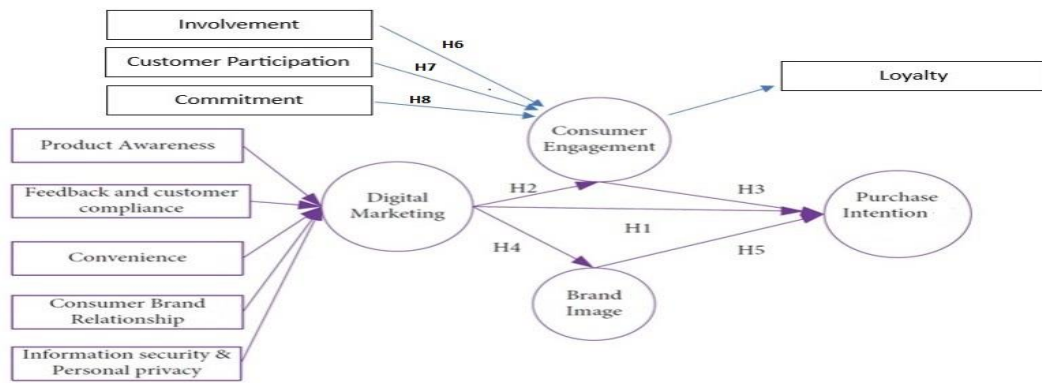 Involvement
H6
Customer Participation
H7
Loyalty
Commitment
H8
Consumer
Engagement
Product Awareness
Feedback and customer
compliance
Digital
Marketing
H2
H3
Purchase
Intention
H1
Convenience
H4
H5
Consumer Brand
Relationship
Brand
Image
Information security &
Personal privacy